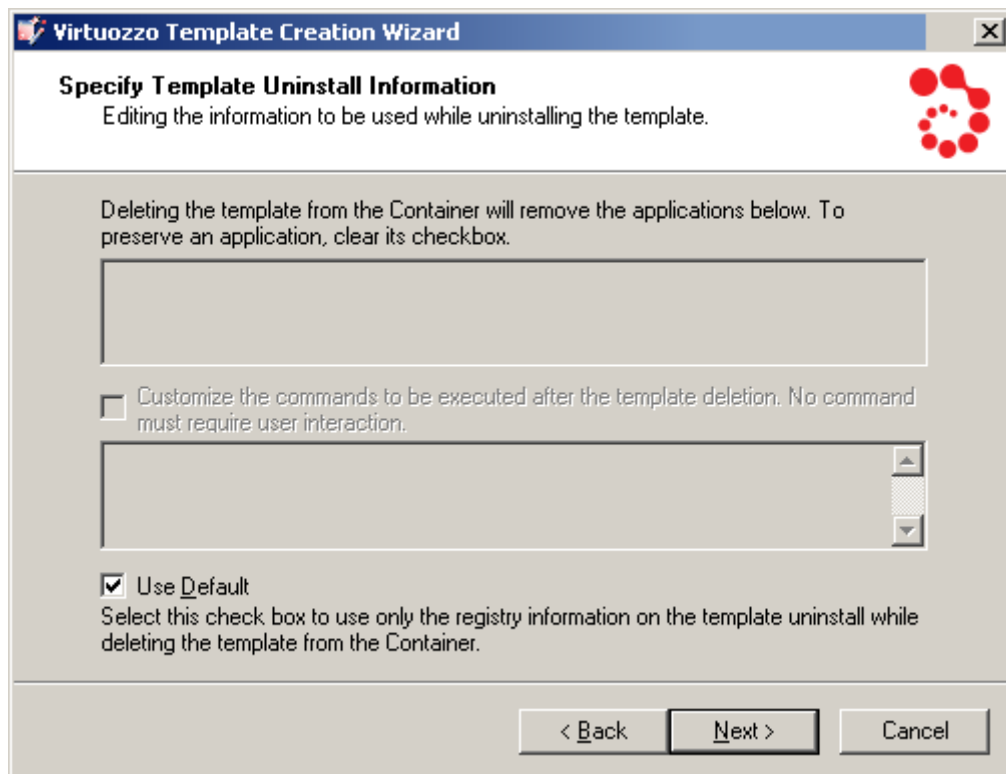 Virtuozzo Template Creation Wizard
Specify Template Uninstall Information
Editing the information to be used while uninstalling the template.
Deleting the template from the Container will remove the applications below. To
preserve an application, clear its checkbox.
Customize the commands to be executed after the template deletion. No command
must require user interaction.
Use Default
Select this check box to use only the registry information on the template uninstall while
deleting the template from the Container.
< Back
Next >
Cancel